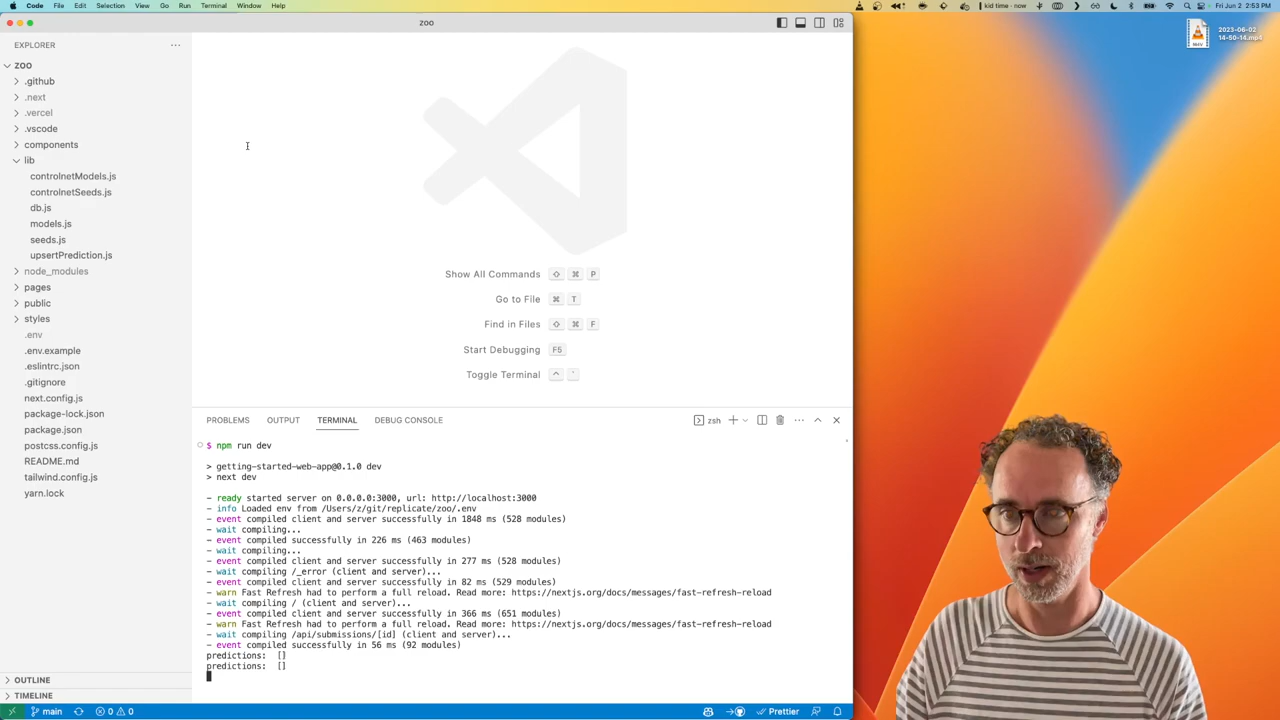 Code File Edit Selection View Go Run Terminal Window Help
kid time · now
Fri Jun 2 2:53 PM
zoo
2023-06-02
14-50-14.mp4
EXPLORER
ZOO
.github
.next
.vercel
.vscode
components
lib
controlnetModels.js
controlnetSeeds.js
db.js
models.js
seeds.js
upsertPrediction.js
node_modules
pages
public
styles
.env
.env.example
.eslintrc.json
.gitignore
next.config.js
package-lock.json
package.json
postcss.config.js
README.md
tailwind.config.js
yarn.lock
OUTLINE
TIMELINE
Show All Commands ⇧ ⌘ P
Go to File ⌘ T
Find in Files ⇧ ⌘ F
Start Debugging F5
Toggle Terminal ^ `
PROBLEMS OUTPUT TERMINAL DEBUG CONSOLE
zsh
$ npm run dev
> getting-started-web-app@0.1.0 dev
> next dev
- ready started server on 0.0.0.0:3000, url: http://localhost:3000
- info Loaded env from /Users/z/git/replicate/zoo/.env
- event compiled client and server successfully in 1848 ms (528 modules)
- wait compiling...
- event compiled successfully in 226 ms (463 modules)
- wait compiling...
- event compiled client and server successfully in 277 ms (528 modules)
- wait compiling /_error (client and server)...
- event compiled client and server successfully in 82 ms (529 modules)
- warn Fast Refresh had to perform a full reload. Read more: https://nextjs.org/docs/messages/fast-refresh-reload
- wait compiling / (client and server)...
- event compiled client and server successfully in 366 ms (651 modules)
- warn Fast Refresh had to perform a full reload. Read more: https://nextjs.org/docs/messages/fast-refresh-reload
- wait compiling /api/submissions/[id] (client and server)...
- event compiled successfully in 56 ms (92 modules)
predictions: []
predictions: []
main 0 0
Prettier